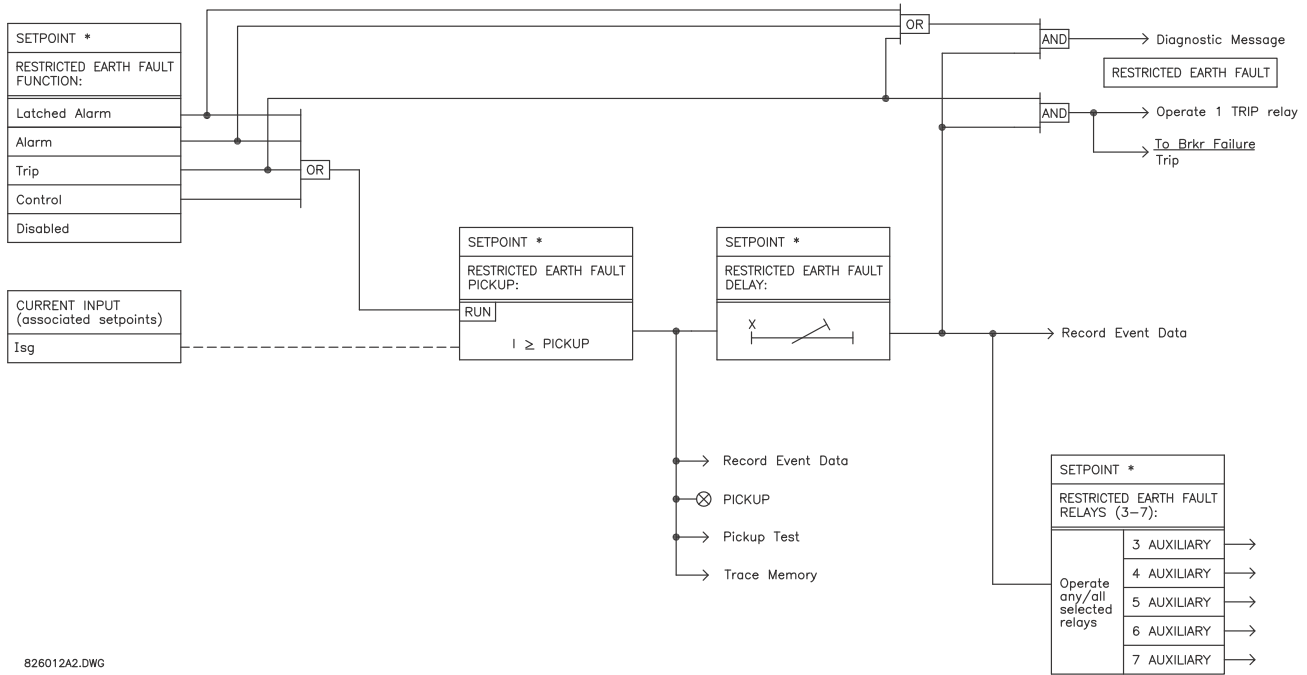 SETPOINT *
RESTRICTED EARTH FAULT
FUNCTION:
Latched Alarm
Alarm
Trip
Control
Disabled
OR
CURRENT INPUT
(associated setpoints)
Isg
SETPOINT *
RESTRICTED EARTH FAULT
PICKUP:
RUN
I ≥ PICKUP
SETPOINT *
RESTRICTED EARTH FAULT
DELAY:
X
OR
AND
Diagnostic Message
RESTRICTED EARTH FAULT
AND
Operate 1 TRIP relay
To Brkr Failure
Trip
Record Event Data
Record Event Data
PICKUP
Pickup Test
Trace Memory
SETPOINT *
RESTRICTED EARTH FAULT
RELAYS (3-7):
Operate
any/all
selected
relays
3 AUXILIARY
4 AUXILIARY
5 AUXILIARY
6 AUXILIARY
7 AUXILIARY
826012A2.DWG